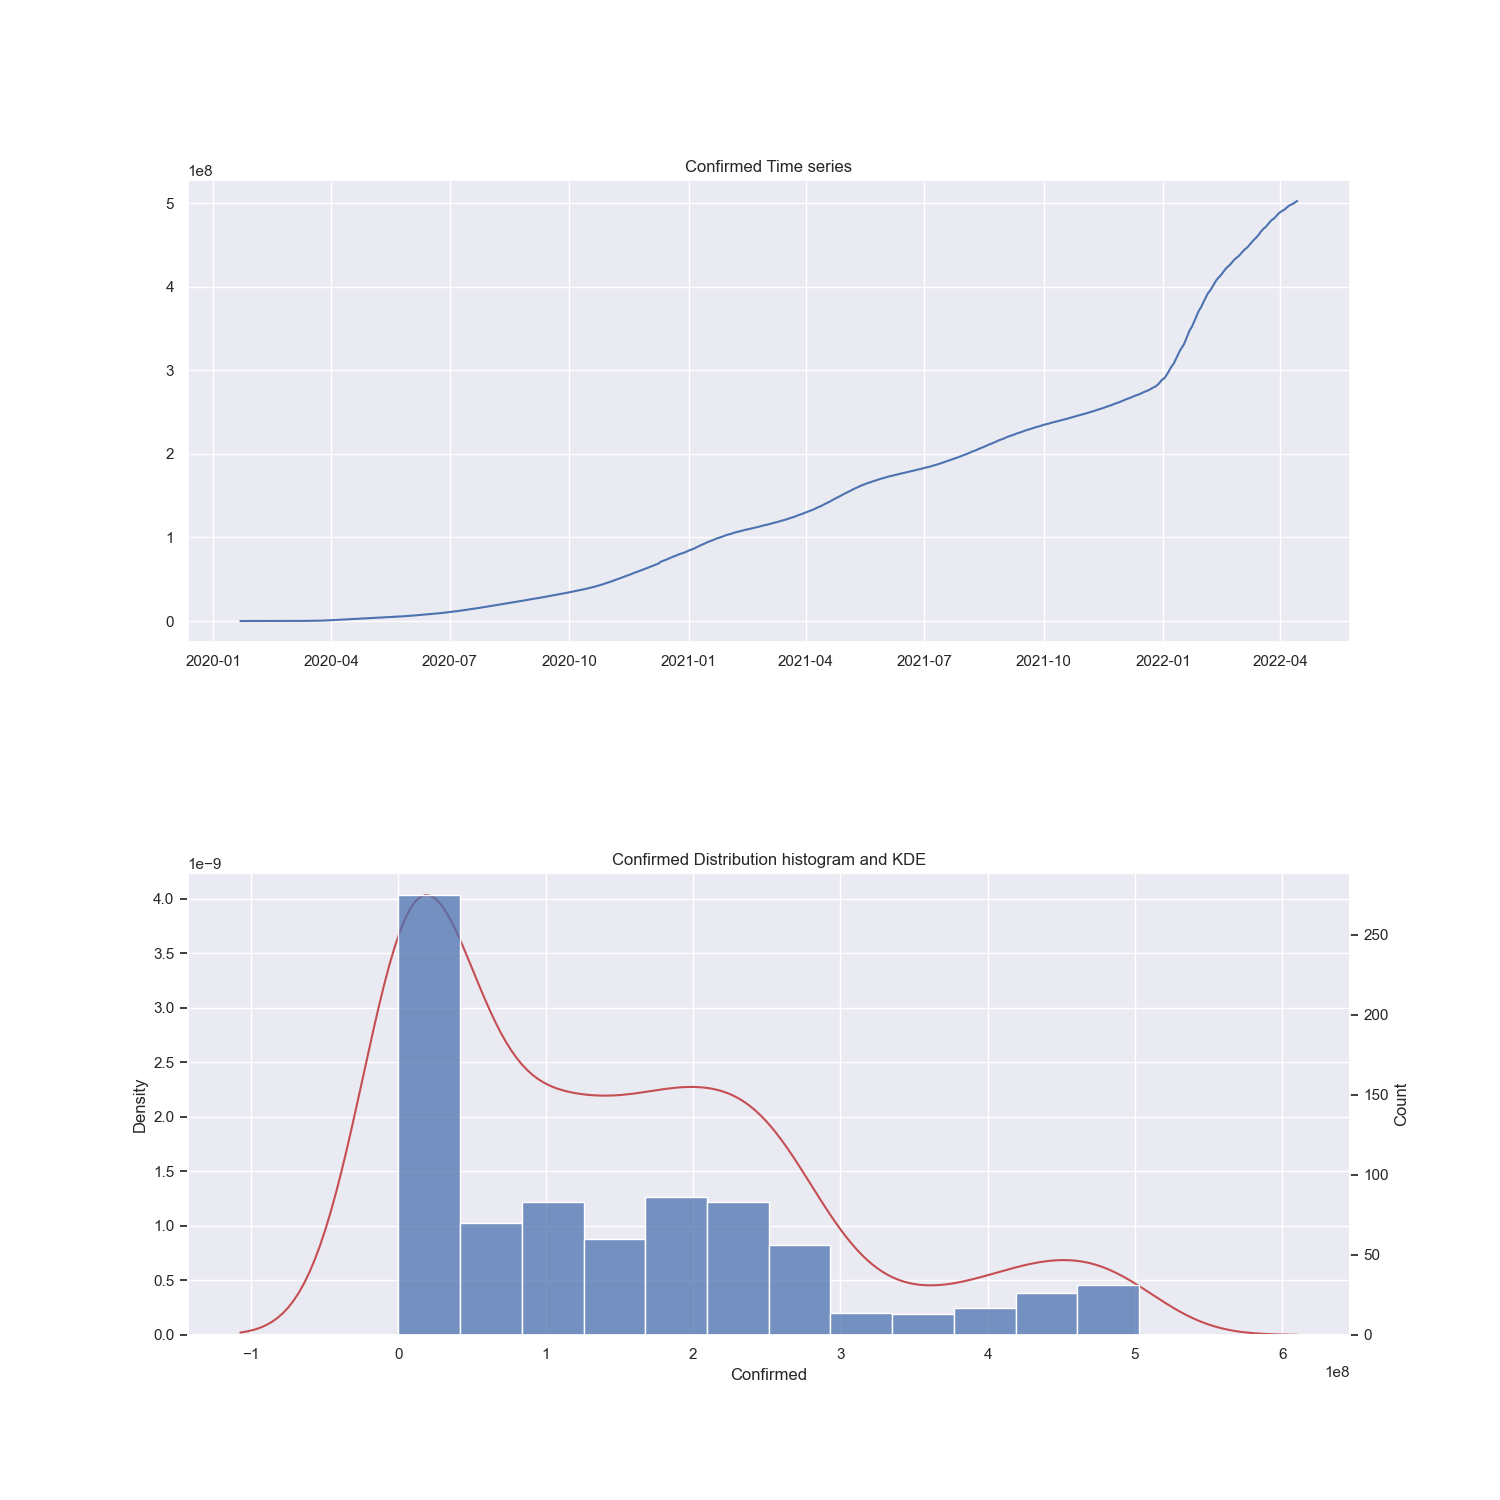 Confirmed Time series
1e8
5
4
3
2
1
0
2020-01 2020-04 2020-07 2020-10 2021-01 2021-04 2021-07 2021-10 2022-01 2022-04
Confirmed Distribution histogram and KDE
1e−9
4.0
3.5
3.0
2.5
2.0
1.5
1.0
0.5
0.0
Density
250
200
150
100
50
0
Count
−1 0 1 2 3 4 5 6
1e8
Confirmed